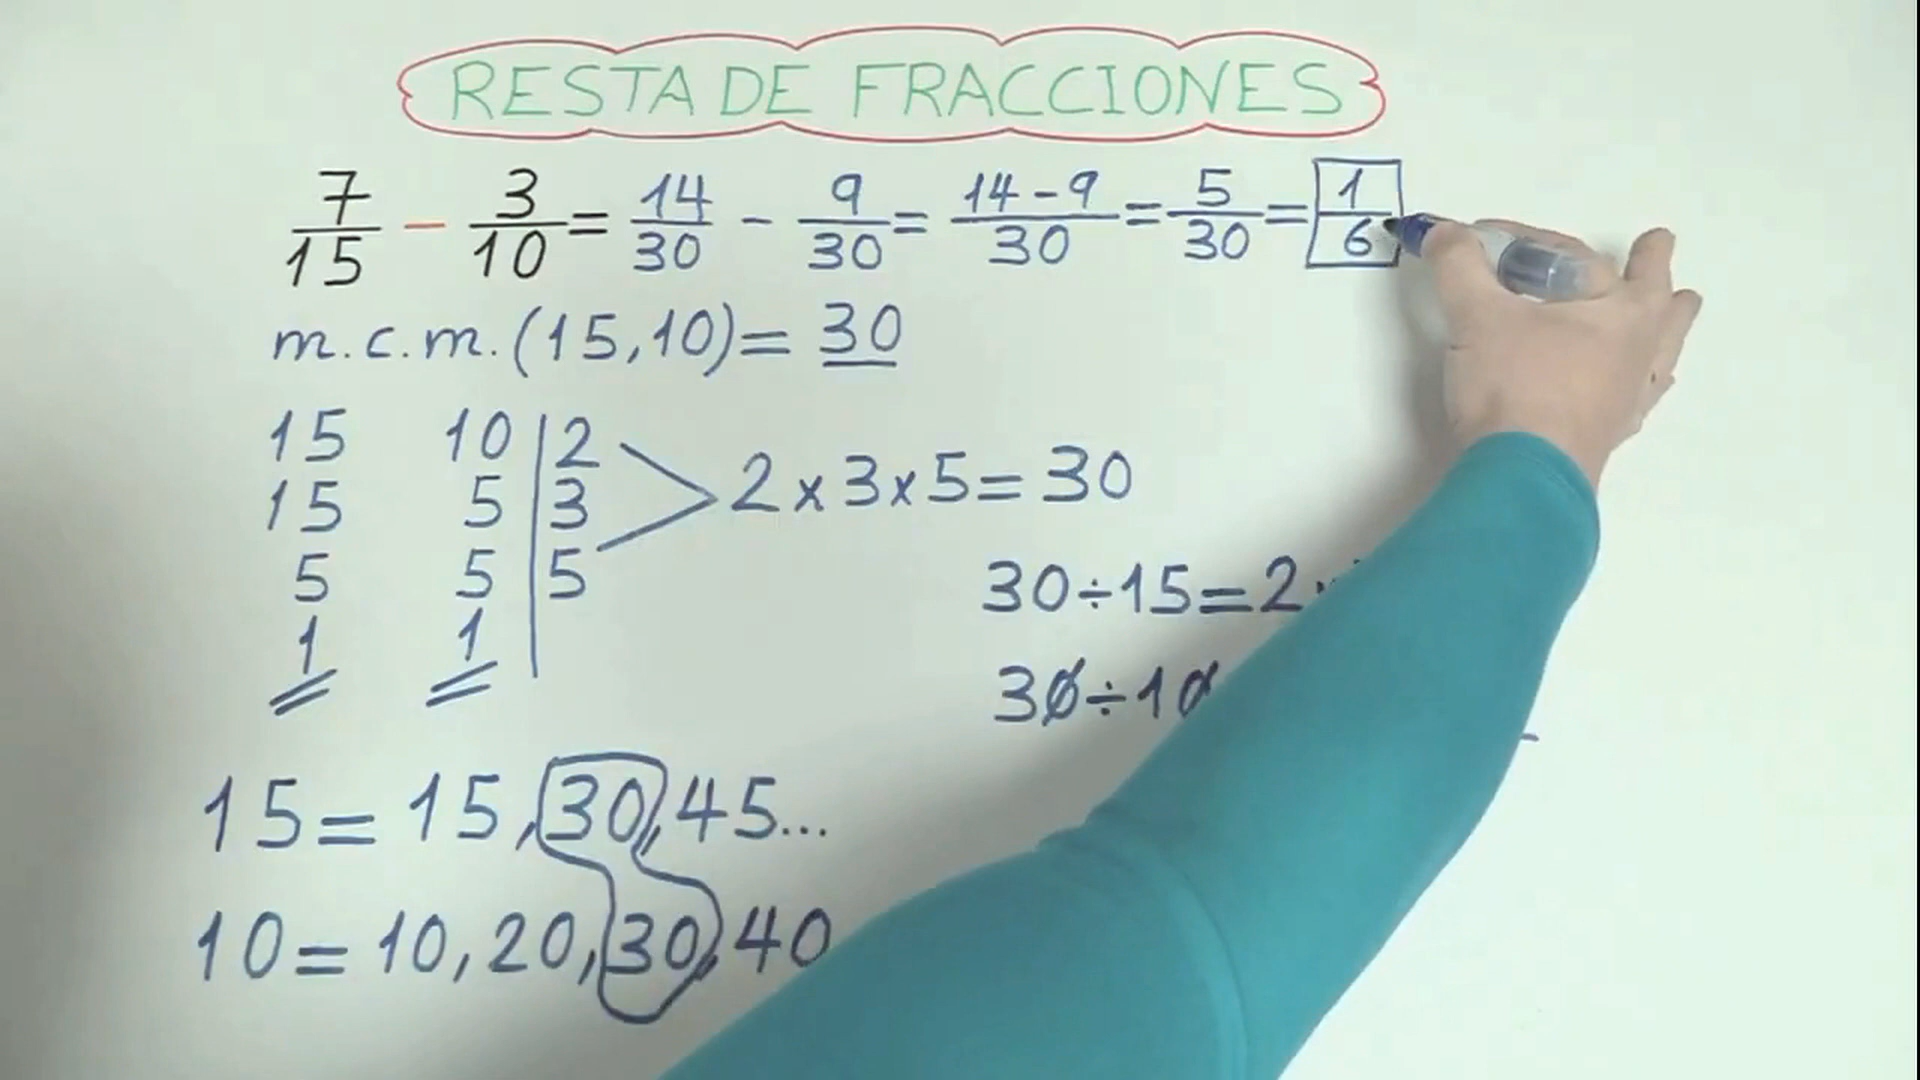 RESTA DE FRACCIONES
7/15 - 3/10 = 14/30 - 9/30 = 14-9/30 = 5/30 = 1/6
m.c.m.(15,10)= 30
15 10 | 2
2x3x5=30
15 5 | 3
5 5 | 5
1 1
30÷15=2
30÷10
15= 15,30,45...
10= 10,20,30,40